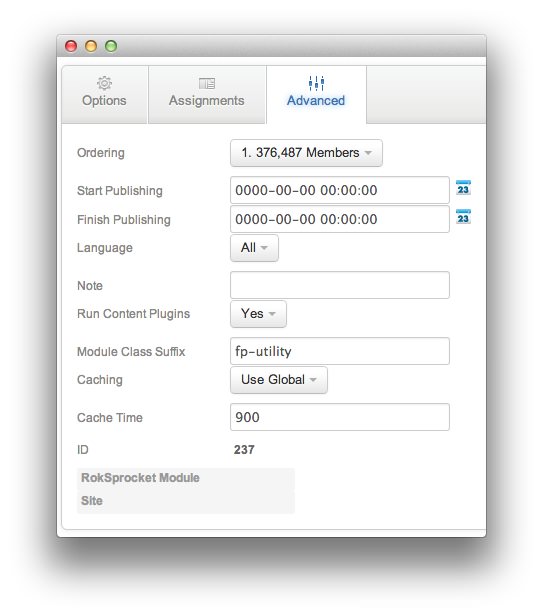 Options Assignments Advanced
Ordering 1. 376,487 Members
Start Publishing 0000-00-00 00:00:00 23
Finish Publishing 0000-00-00 00:00:00 23
Language All
Note
Run Content Plugins Yes
Module Class Suffix fp-utility
Caching Use Global
Cache Time 900
ID 237
RokSprocket Module
Site